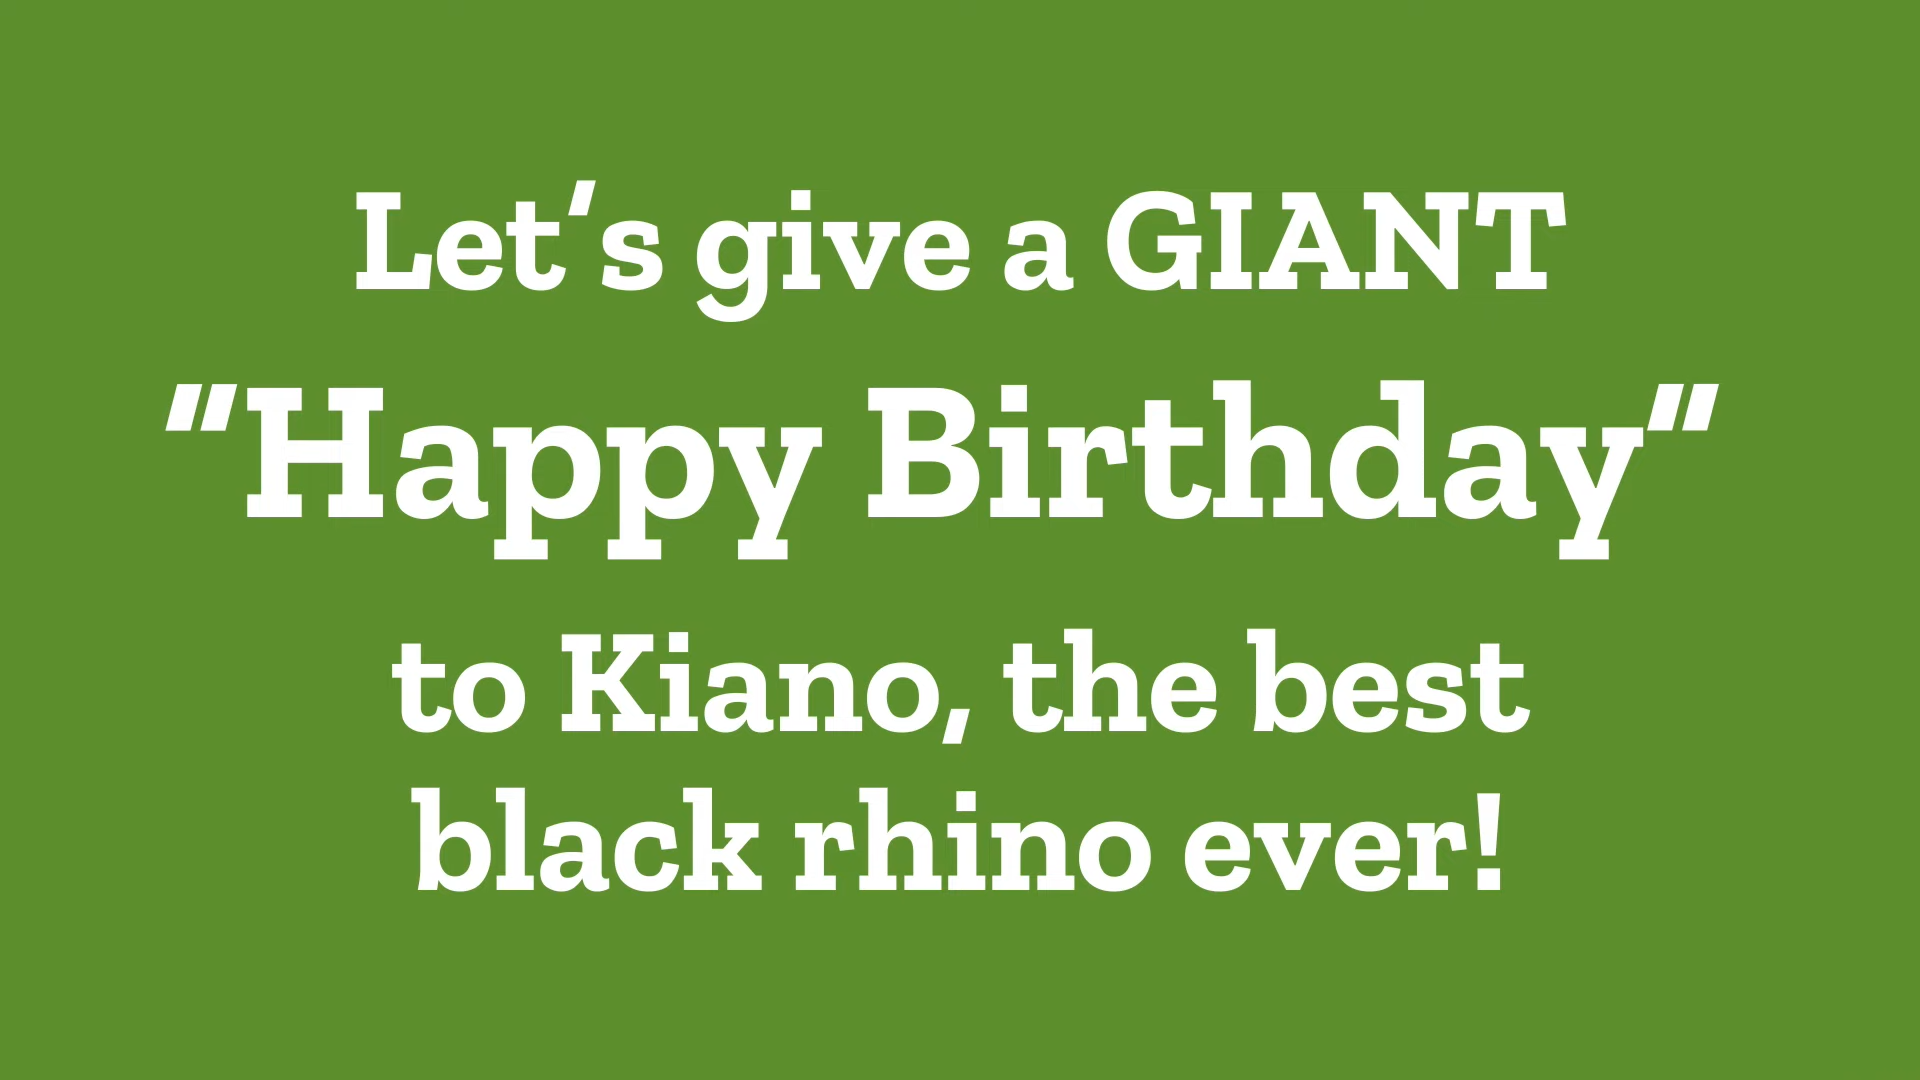 Let's give a GIANT
"Happy Birthday"
to Kiano, the best
black rhino ever!